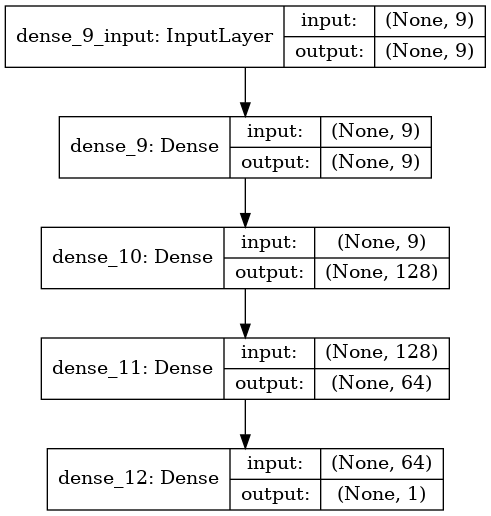 dense_9_input: InputLayer
input: (None, 9)
output: (None, 9)
dense_9: Dense
input: (None, 9)
output: (None, 9)
dense_10: Dense
input: (None, 9)
output: (None, 128)
dense_11: Dense
input: (None, 128)
output: (None, 64)
dense_12: Dense
input: (None, 64)
output: (None, 1)